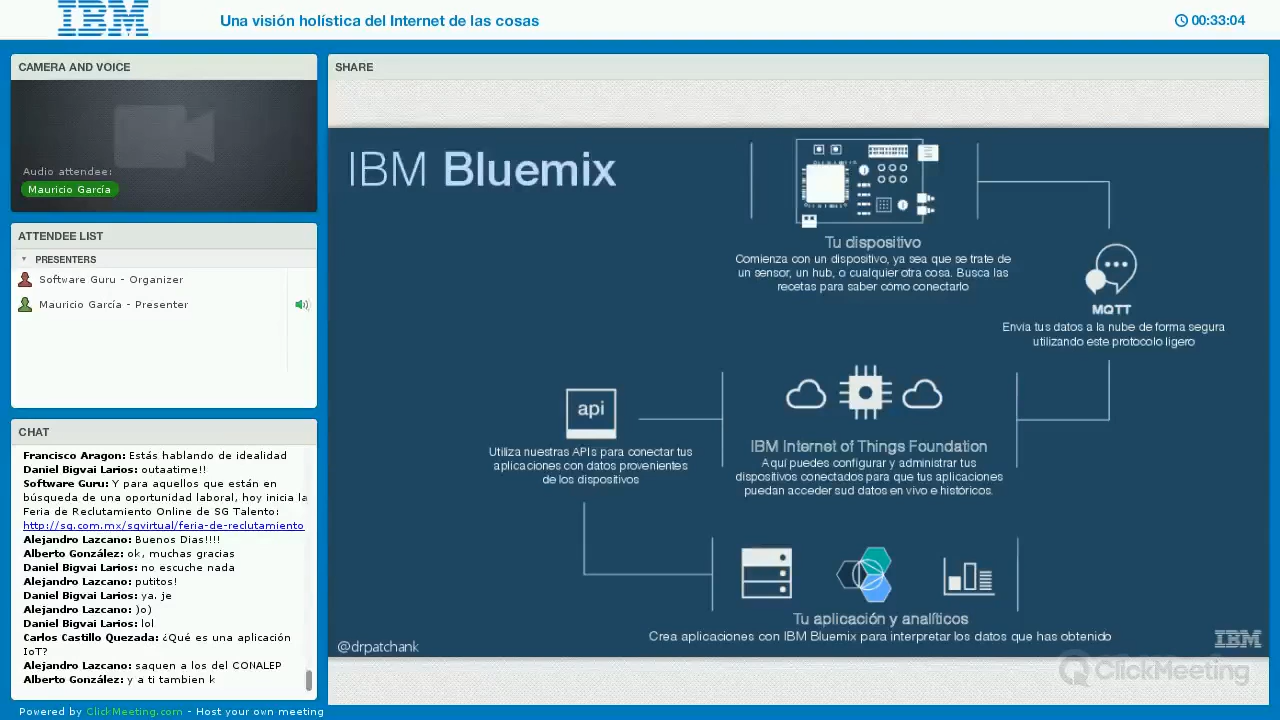 IBM
Una visión holística del Internet de las cosas
00:33:04
CAMERA AND VOICE
Audio attendee:
Mauricio García
ATTENDEE LIST
PRESENTERS
Software Guru - Organizer
Mauricio García - Presenter
CHAT
Francisco Aragon: Estás hablando de idealidad
Daniel Bigvai Larios: outaatime!!
Software Guru: Y para aquellos que están en
búsqueda de una oportunidad laboral, hoy inicia la
Feria de Reclutamiento Online de SG Talento:
http://sg.com.mx/sgvirtual/feria-de-reclutamiento
Alejandro Lazcano: Buenos Dias!!!!
Alberto González: ok, muchas gracias
Daniel Bigvai Larios: no escuche nada
Alejandro Lazcano: putitos!
Daniel Bigvai Larios: ya, je
Alejandro Lazcano: )o)
Daniel Bigvai Larios: lol
Carlos Castillo Quezada: ¿Qué es una aplicación
IoT?
Alejandro Lazcano: saquen a los del CONALEP
Alberto González: y a ti tambien k
Powered by ClickMeeting.com - Host your own meeting
SHARE
IBM Bluemix
Tu dispositivo
Comienza con un dispositivo, ya sea que se trate de
un sensor, un hub, o cualquier otra cosa. Busca las
recetas para saber cómo conectarlo
MQTT
Envía tus datos a la nube de forma segura
utilizando este protocolo ligero
api
Utiliza nuestras APIs para conectar tus
aplicaciones con datos provenientes
de los dispositivos
IBM Internet of Things Foundation
Aquí puedes configurar y administrar tus
dispositivos conectados para que tus aplicaciones
puedan acceder sud datos en vivo e históricos.
Tu aplicación y analíticos
Crea aplicaciones con IBM Bluemix para interpretar los datos que has obtenido
@drpatchank
IBM
ClickMeeting